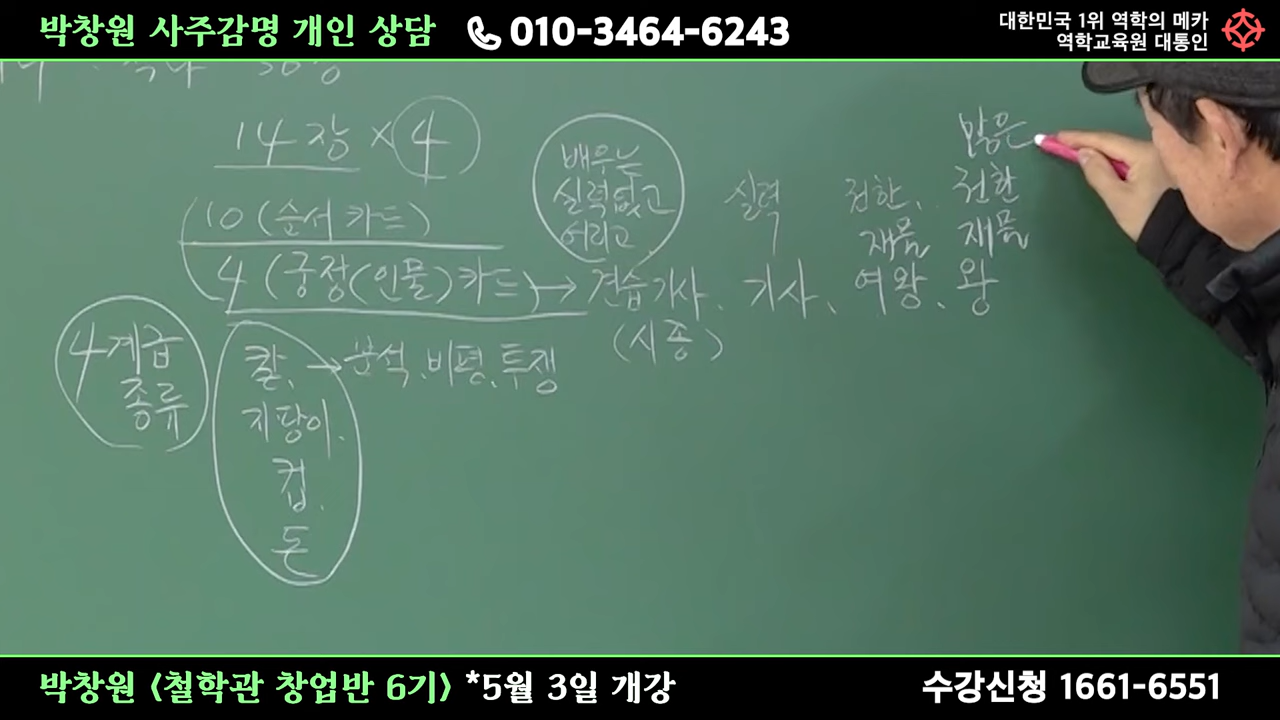 박창원 사주감명 개인 상담
010-3464-6243
대한민국 1위 역학의 메카
역학교육원 대통인
14장 × 4
10 (순서 카드)
4 (궁정(인물) 카드) → 견습기사. 기사. 여왕. 왕
(시종)
배우는
실력없고
어리고
실력
권한.
재물
많은
권한
재물
4계급
종류
칼. → 분석. 비평. 투쟁
지팡이.
컵.
돈
박창원 <철학관 창업반 6기> *5월 3일 개강
수강신청 1661-6551